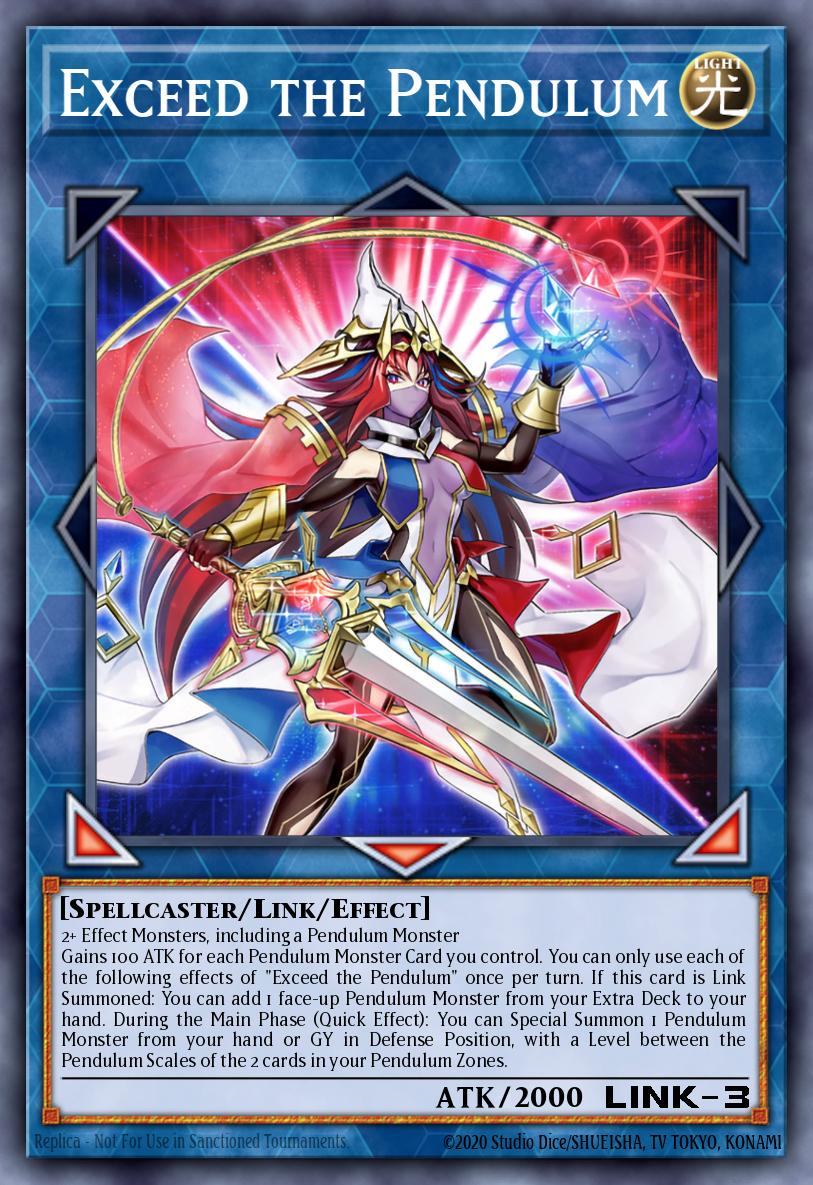 Exceed the Pendulum
LIGHT
光
[Spellcaster/Link/Effect]
2+ Effect Monsters, including a Pendulum Monster
Gains 100 ATK for each Pendulum Monster Card you control. You can only use each of
the following effects of "Exceed the Pendulum" once per turn. If this card is Link
Summoned: You can add 1 face-up Pendulum Monster from your Extra Deck to your
hand. During the Main Phase (Quick Effect): You can Special Summon 1 Pendulum
Monster from your hand or GY in Defense Position, with a Level between the
Pendulum Scales of the 2 cards in your Pendulum Zones.
ATK/2000 LINK-3
Replica - Not For Use in Sanctioned Tournaments.
©2020 Studio Dice/SHUEISHA, TV TOKYO, KONAMI